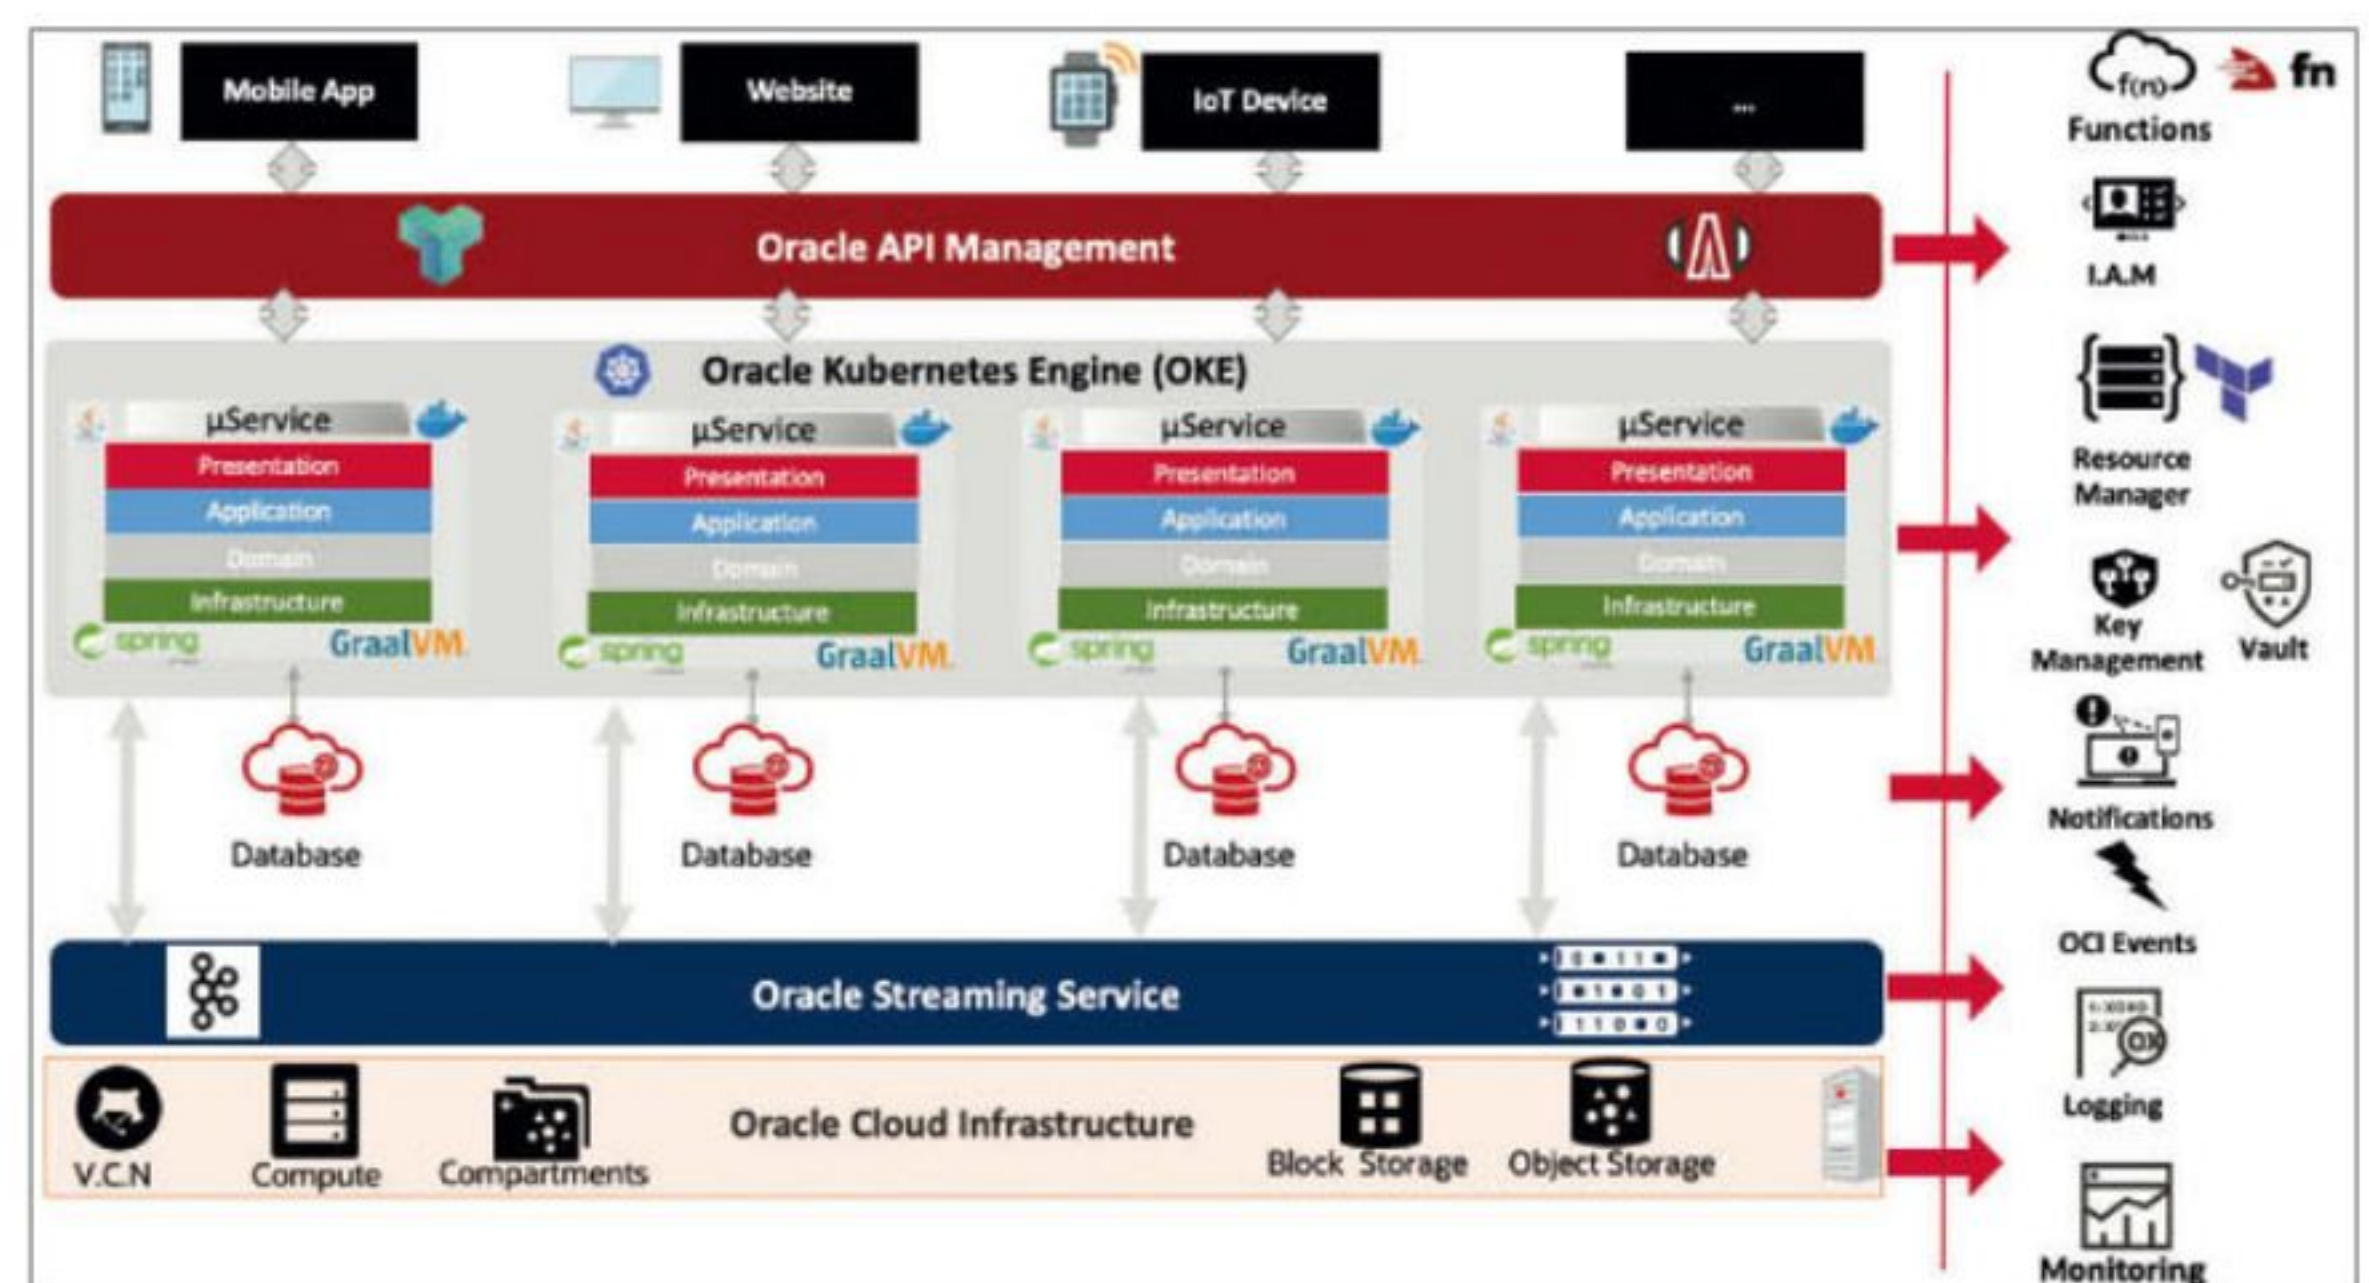 Mobile App
Website
IoT Device
...
f(n)
fn
Functions
Oracle API Management
I.A.M
Oracle Kubernetes Engine (OKE)
µService
Presentation
Application
Domain
Infrastructure
spring
GraalVM
µService
Presentation
Application
Domain
Infrastructure
spring
GraalVM
µService
Presentation
Application
Domain
Infrastructure
spring
GraalVM
µService
Presentation
Application
Domain
Infrastructure
spring
GraalVM
Resource
Manager
Key
Management
Vault
Database
Database
Database
Database
Notifications
OCI Events
Oracle Streaming Service
Logging
Oracle Cloud Infrastructure
V.C.N
Compute
Compartments
Block Storage
Object Storage
Monitoring